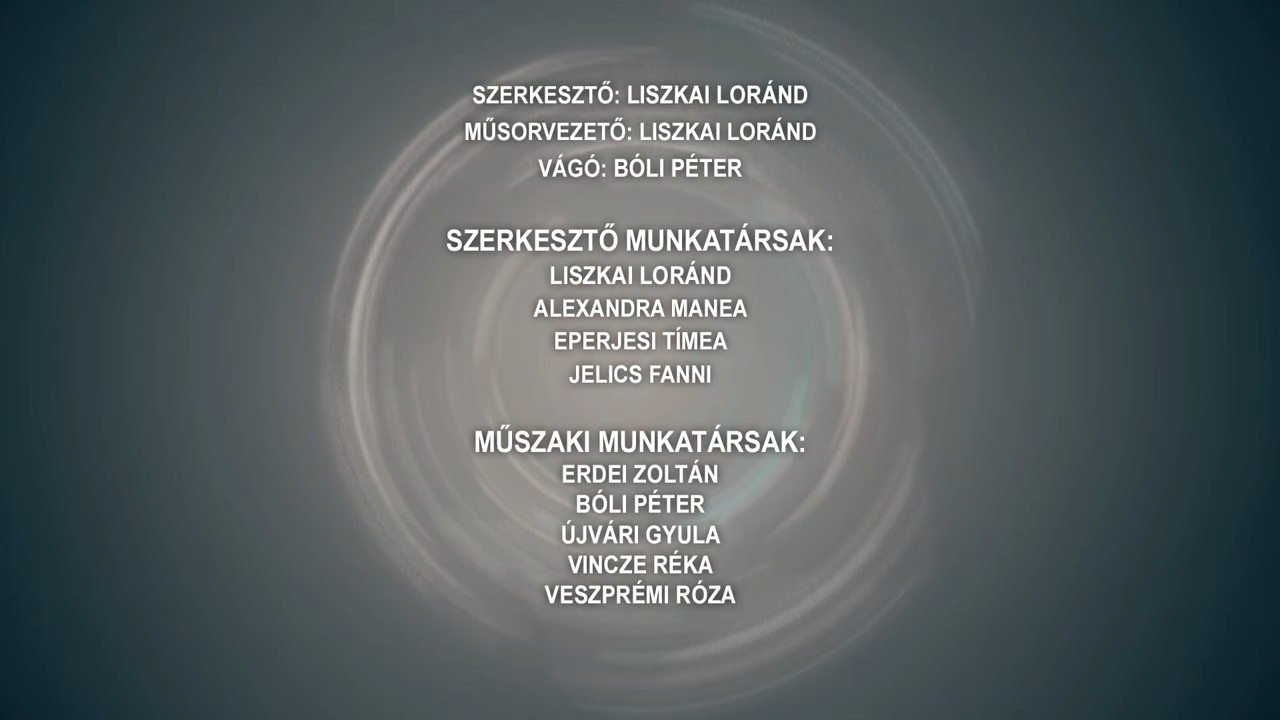 SZERKESZTŐ: LISZKAI LORÁND
MŰSORVEZETŐ: LISZKAI LORÁND
VÁGÓ: BÓLI PÉTER
SZERKESZTŐ MUNKATÁRSAK:
LISZKAI LORÁND
ALEXANDRA MANEA
EPERJESI TÍMEA
JELICS FANNI
MŰSZAKI MUNKATÁRSAK:
ERDEI ZOLTÁN
BÓLI PÉTER
ÚJVÁRI GYULA
VINCZE RÉKA
VESZPRÉMI RÓZA